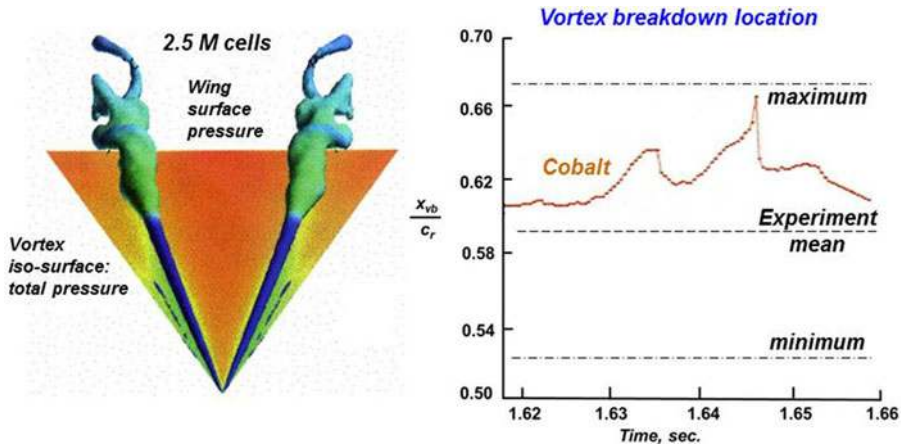 2.5 M cells
Wing
surface
pressure
Vortex
iso-surface:
total pressure
Vortex breakdown location
0.70
0.66
0.62
0.58
0.54
0.50
x_vb
c_r
maximum
Cobalt
Experiment
mean
minimum
1.62
1.63
1.64
1.65
1.66
Time, sec.